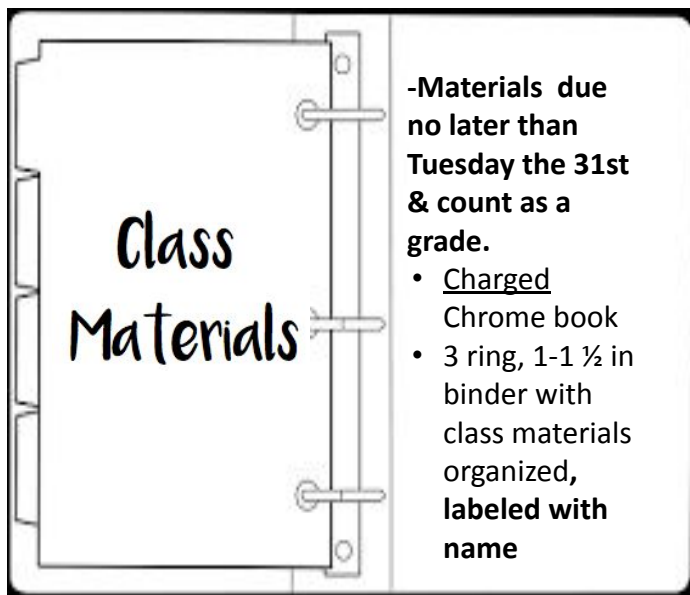 Class
Materials
-Materials due
no later than
Tuesday the 31st
& count as a
grade.
• Charged
Chrome book
• 3 ring, 1-1 ½ in
binder with
class materials
organized, 
labeled with
name